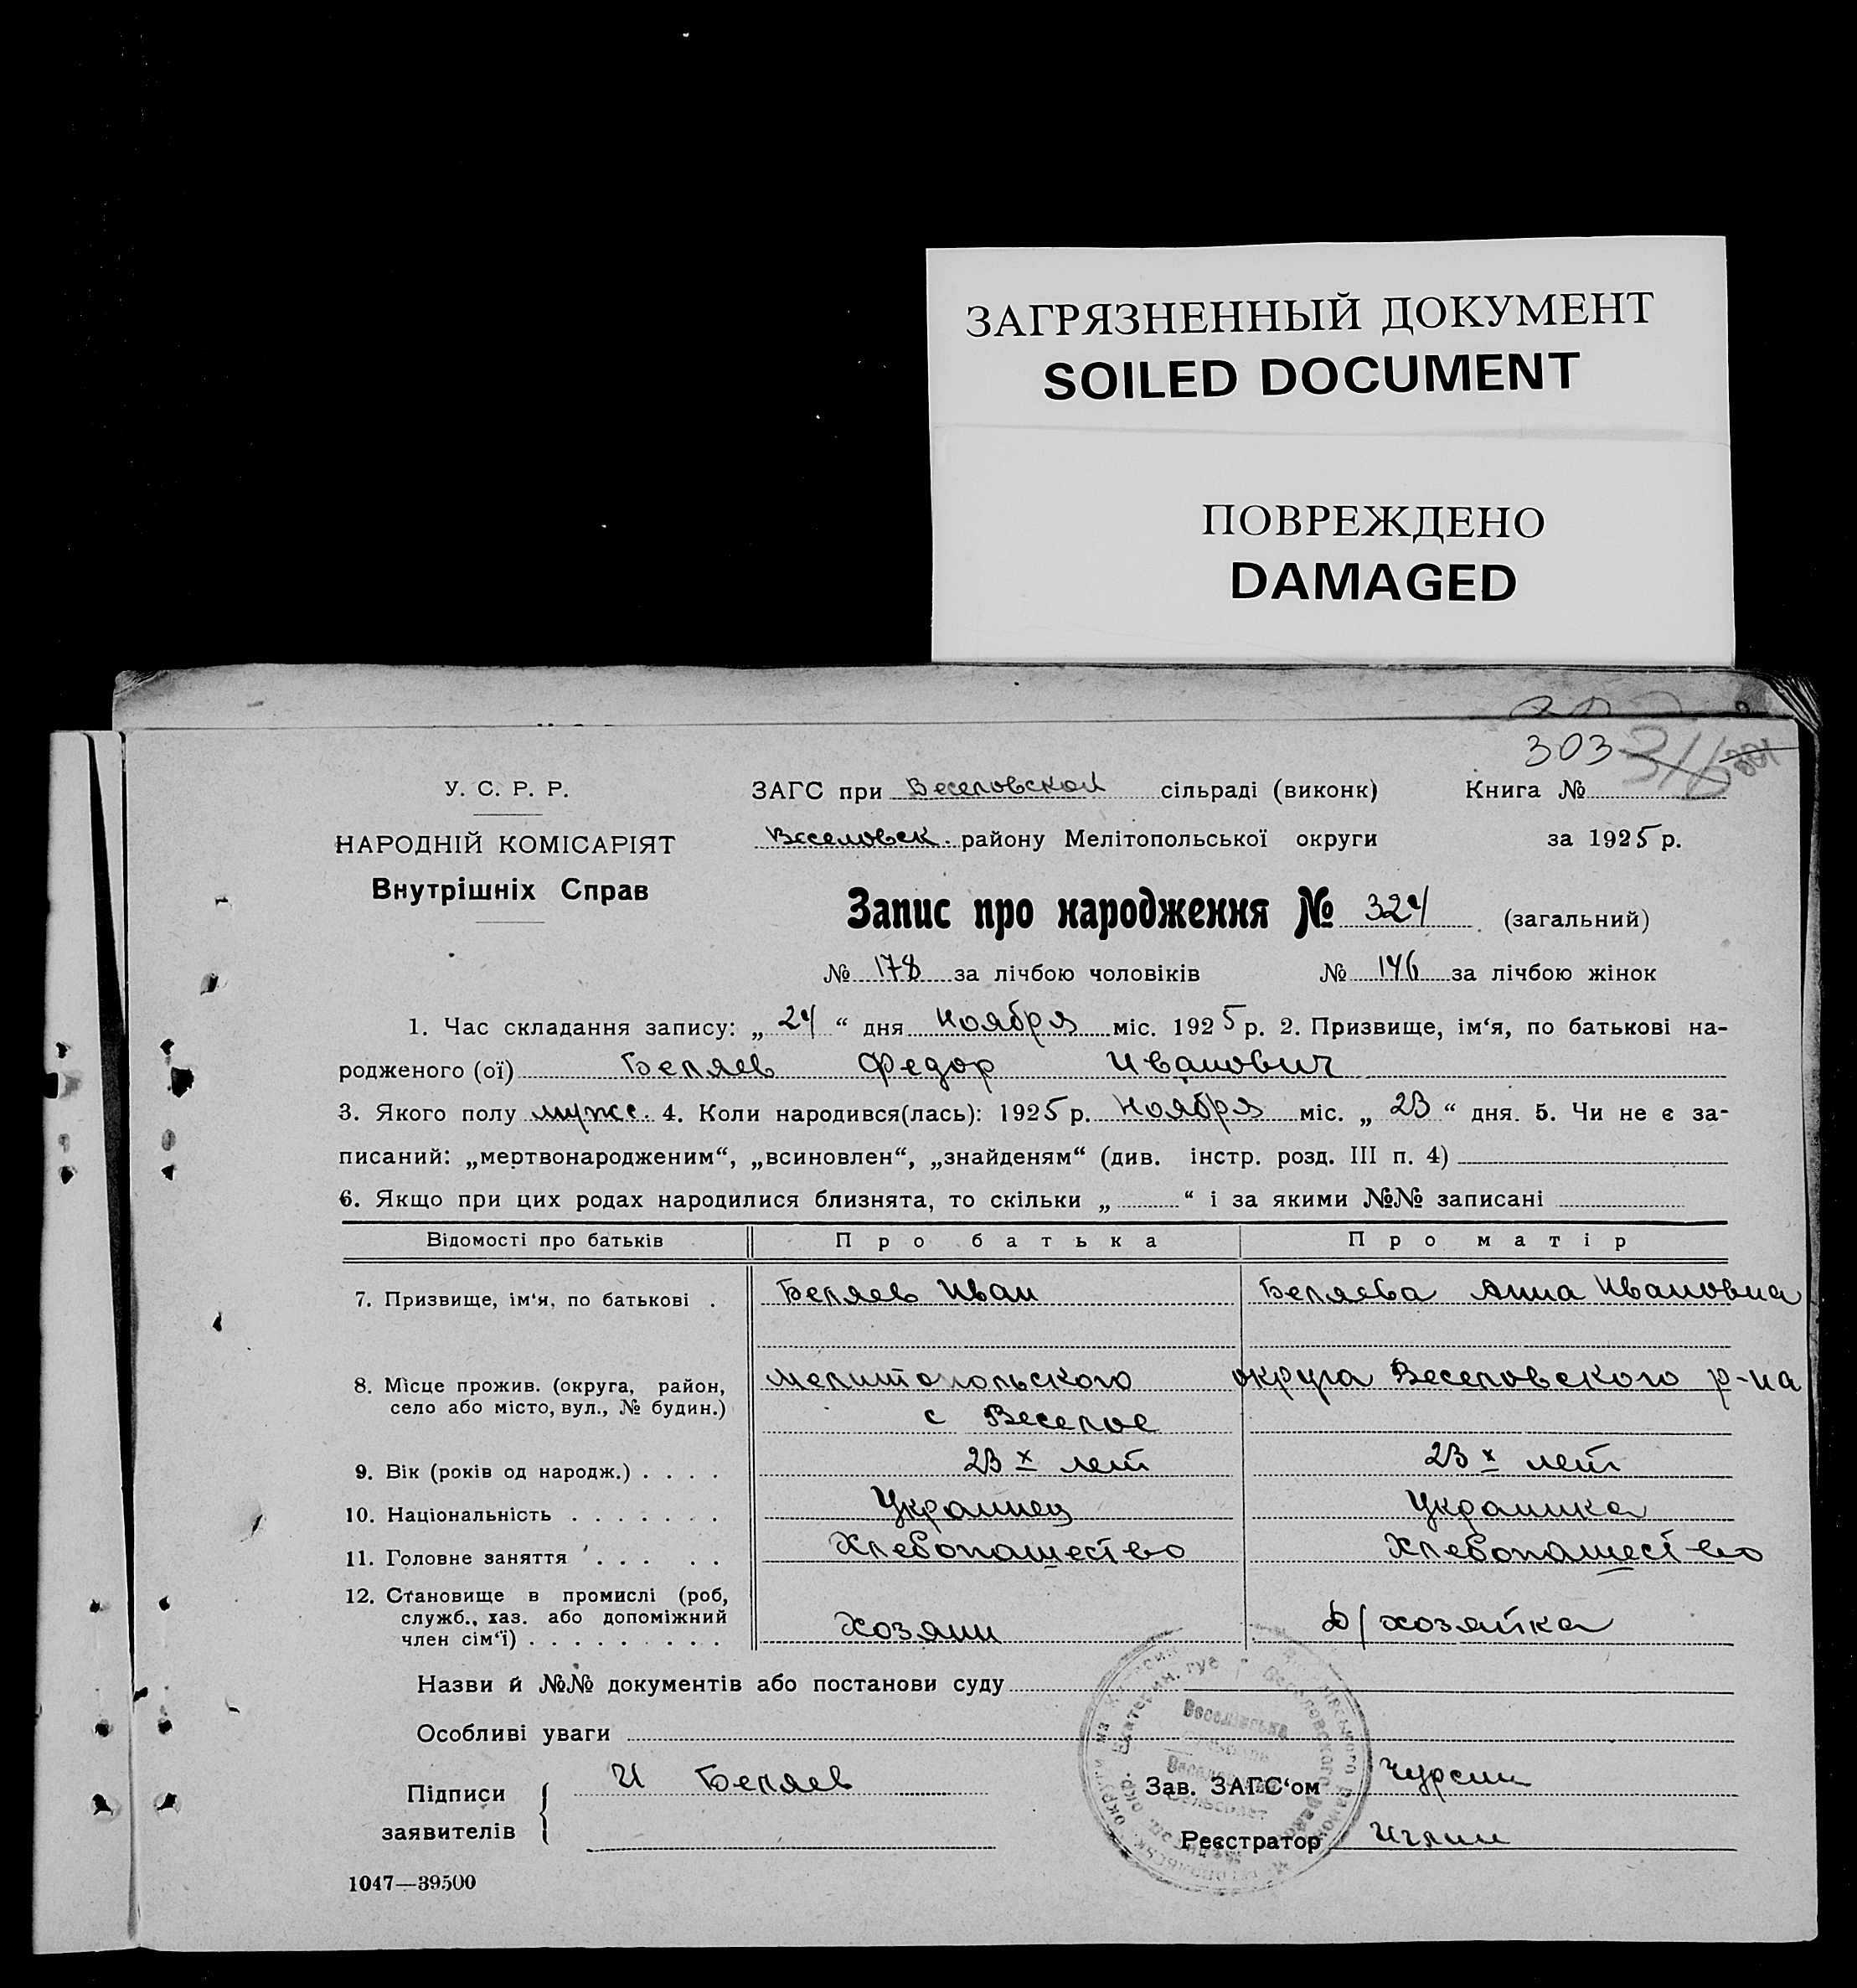 ЗАГРЯЗНЕННЫЙ ДОКУМЕНТ
SOILED DOCUMENT
ПОВРЕЖДЕНО
DAMAGED
303 316
У. С. Р. Р. ЗАГС при Веселовской сільраді (виконк) Книга №
Веселовск. району Мелітопольської округи за 1925 р.
НАРОДНІЙ КОМІСАРІЯТ
Внутрішніх Справ
Запис про народження № 324 (загальний)
№ 178 за лічбою чоловіків № 146 за лічбою жінок
1. Час складання запису: „ 24 “ дня ноября міс. 1925 р. 2. Призвище, ім'я, по батькові на-
родженого (ої) Беляев Федор Иванович
3. Якого полу мужс. 4. Коли народився(лась): 1925 р. ноября міс. „ 23 “ дня. 5. Чи не є за-
писаний: „мертвонародженим“, „всиновлен“, „знайденям“ (див. інстр. розд. III п. 4)
6. Якщо при цих родах народилися близнята, то скільки „ “ і за якими №№ записані
Відомості про батьків Про батька Про матір
7. Призвище, ім'я, по батькові . Беляев Иван Беляева Анна Ивановна
8. Місце прожив. (округа, район, Мелитопольского округа Веселовского р-на
село або місто, вул., № будин.) с Веселое
9. Вік (років од народж.) . . . . 23х лет 23х лет
10. Національність . . . . . . . Украинец Украинка
11. Головне заняття . . . . . Хлебопашество Хлебопашество
12. Становище в промислі (роб,
служб., хаз. або допоміжний
член сім'ї) . . . . . . . . . Хозяин Д/хозяйка
Назви й №№ документів або постанови суду
Особливі уваги
Підписи И Беляев Зав. ЗАГС'ом Чурсин
заявителів Реєстратор
1047—39500